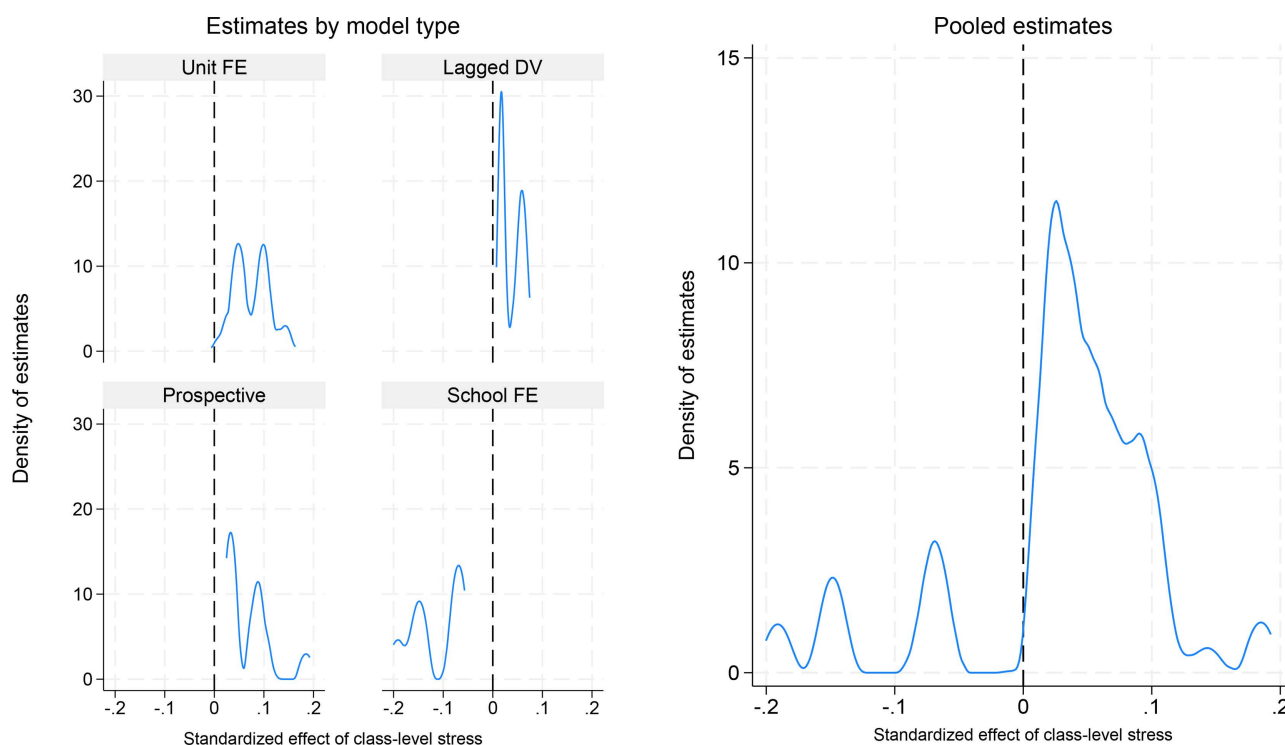 Estimates by model type
Unit FE
Lagged DV
30
20
10
0
Prospective
School FE
30
20
10
0
-.2 -.1 0 .1 .2
-.2 -.1 0 .1 .2
Density of estimates
Standardized effect of class-level stress
Pooled estimates
15
10
5
0
-.2 -.1 0 .1 .2
Density of estimates
Standardized effect of class-level stress